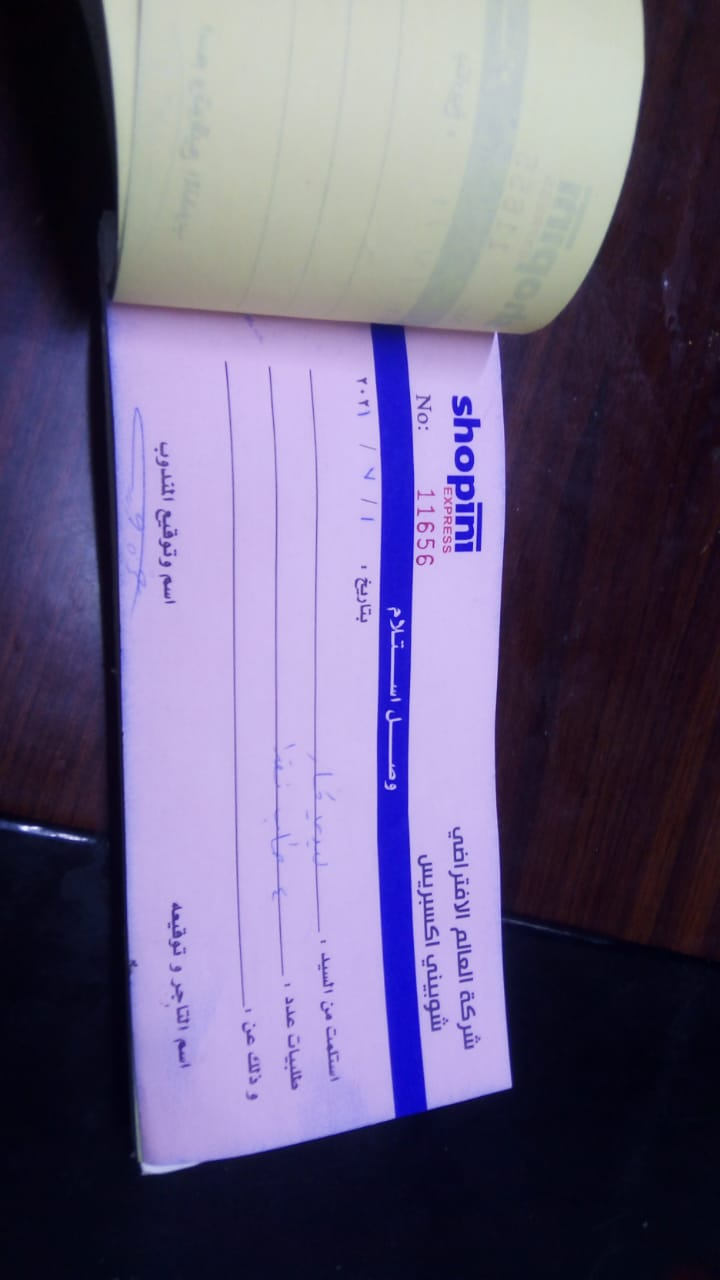 shopini
EXPRESS
No: 11656
شركة العالم الافتراضي
شوبيني اكسبريس
وصل استلام
بتاريخ : ١ / ٧ / ٢٠٢١
استلمت من السيد :
طلبيات عدد : ٤
و ذلك عن :
اسم التاجر و توقيعه
اسم وتوقيع المندوب